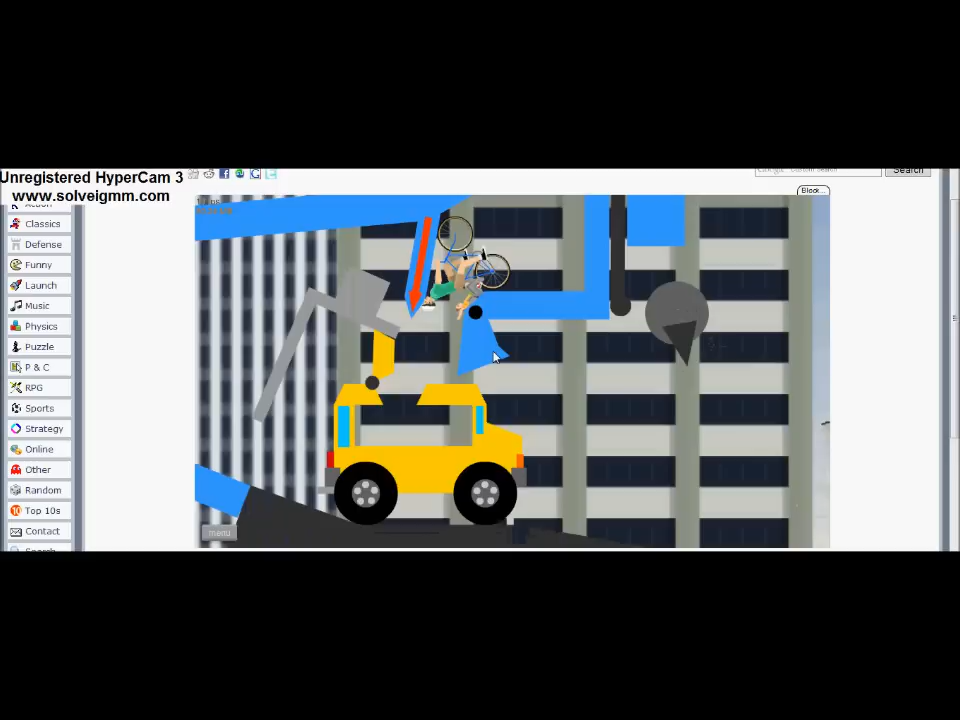 Unregistered HyperCam 3
www.solveigmm.com
Search
Block...
Classics
Defense
Funny
Launch
Music
Physics
Puzzle
P & C
RPG
Sports
Strategy
Online
Other
Random
Top 10s
Contact
menu